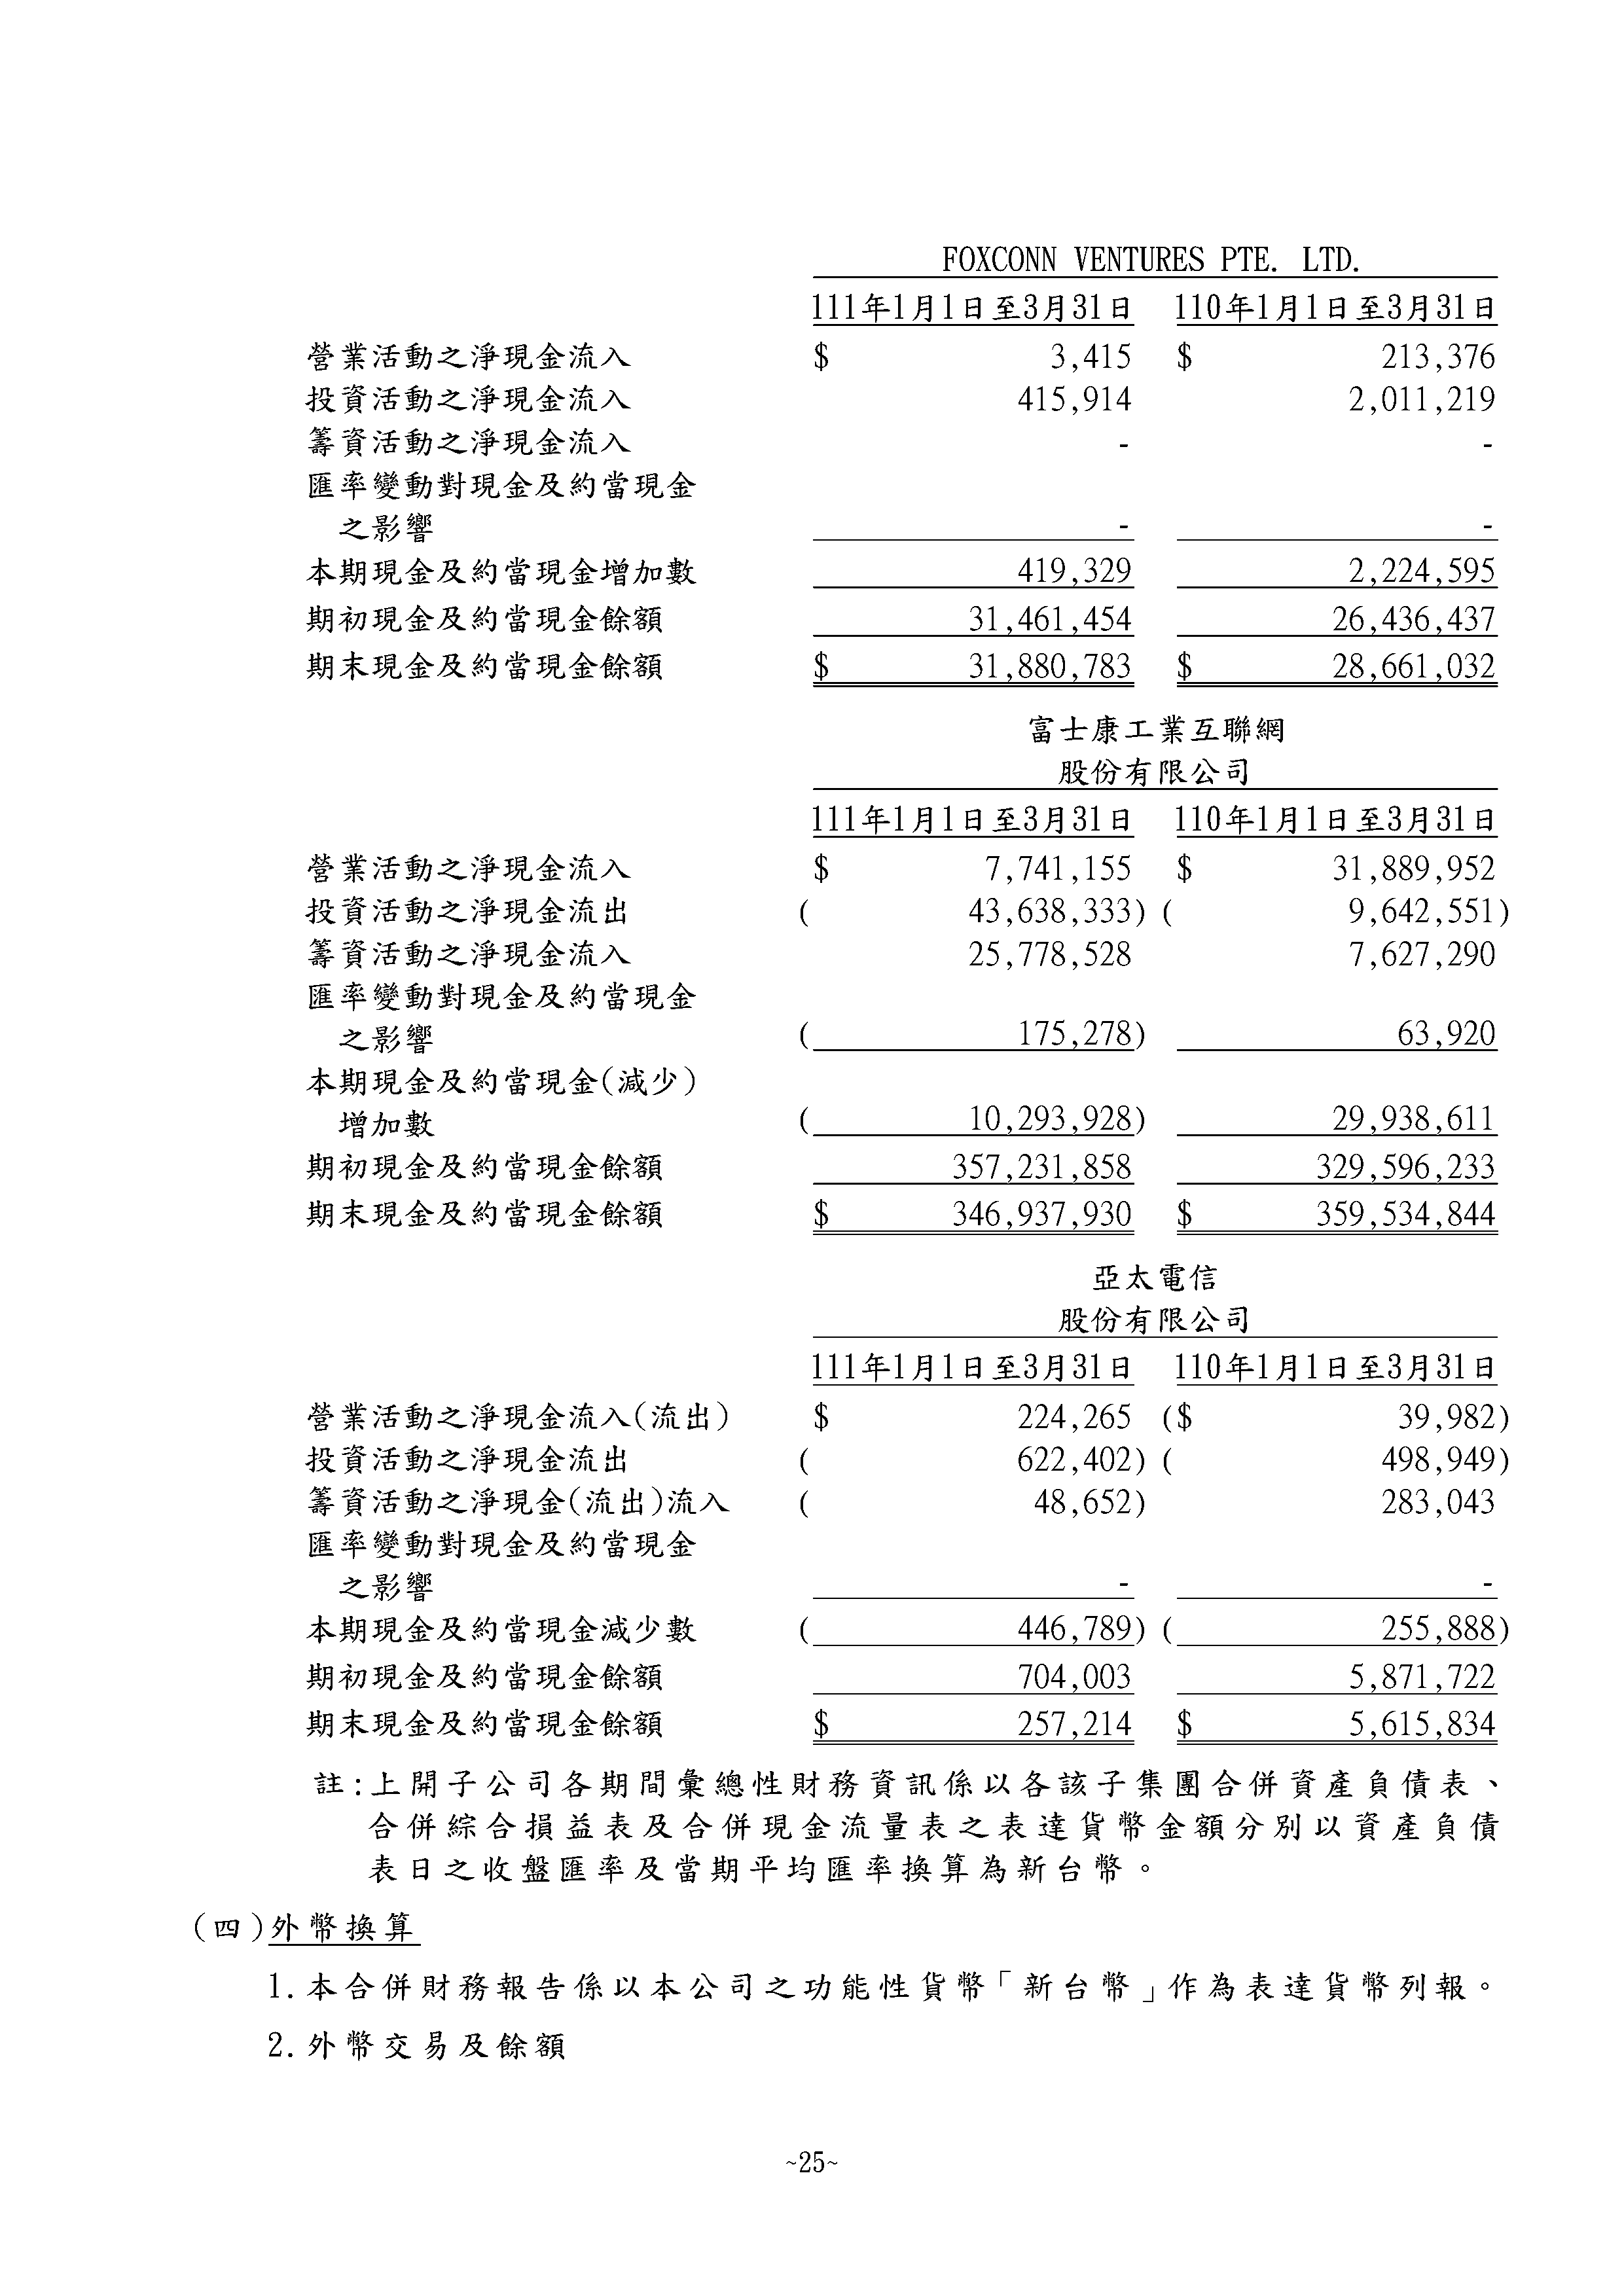 FOXCONN VENTURES PTE. LTD.
111年1月1日至3月31日 110年1月1日至3月31日
營業活動之淨現金流入 $ 3,415 $ 213,376
投資活動之淨現金流入 415,914 2,011,219
籌資活動之淨現金流入 - -
匯率變動對現金及約當現金
之影響 - -
本期現金及約當現金增加數 419,329 2,224,595
期初現金及約當現金餘額 31,461,454 26,436,437
期末現金及約當現金餘額 $ 31,880,783 $ 28,661,032
富士康工業互聯網
股份有限公司
111年1月1日至3月31日 110年1月1日至3月31日
營業活動之淨現金流入 $ 7,741,155 $ 31,889,952
投資活動之淨現金流出 ( 43,638,333) ( 9,642,551)
籌資活動之淨現金流入 25,778,528 7,627,290
匯率變動對現金及約當現金
之影響 ( 175,278) 63,920
本期現金及約當現金(減少)
增加數 ( 10,293,928) 29,938,611
期初現金及約當現金餘額 357,231,858 329,596,233
期末現金及約當現金餘額 $ 346,937,930 $ 359,534,844
亞太電信
股份有限公司
111年1月1日至3月31日 110年1月1日至3月31日
營業活動之淨現金流入(流出) $ 224,265 ($ 39,982)
投資活動之淨現金流出 ( 622,402) ( 498,949)
籌資活動之淨現金(流出)流入 ( 48,652) 283,043
匯率變動對現金及約當現金
之影響 - -
本期現金及約當現金減少數 ( 446,789) ( 255,888)
期初現金及約當現金餘額 704,003 5,871,722
期末現金及約當現金餘額 $ 257,214 $ 5,615,834
註:上開子公司各期間彙總性財務資訊係以各該子集團合併資產負債表、
合併綜合損益表及合併現金流量表之表達貨幣金額分別以資產負債
表日之收盤匯率及當期平均匯率換算為新台幣。
(四)外幣換算
1.本合併財務報告係以本公司之功能性貨幣「新台幣」作為表達貨幣列報。
2.外幣交易及餘額
~25~